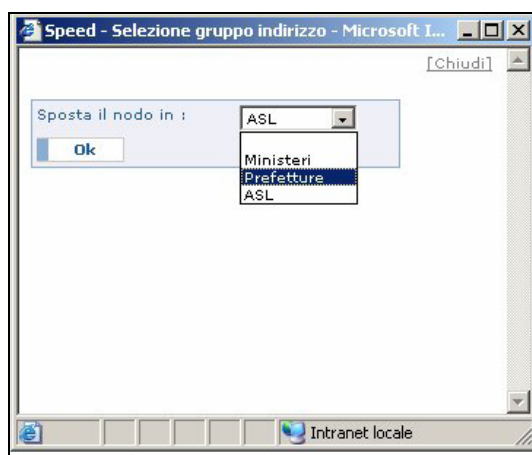 Speed - Selezione gruppo indirizzo - Microsoft I...
[Chiudi]
Sposta il nodo in :
ASL
Ok
Ministeri
Prefetture
ASL
Intranet locale